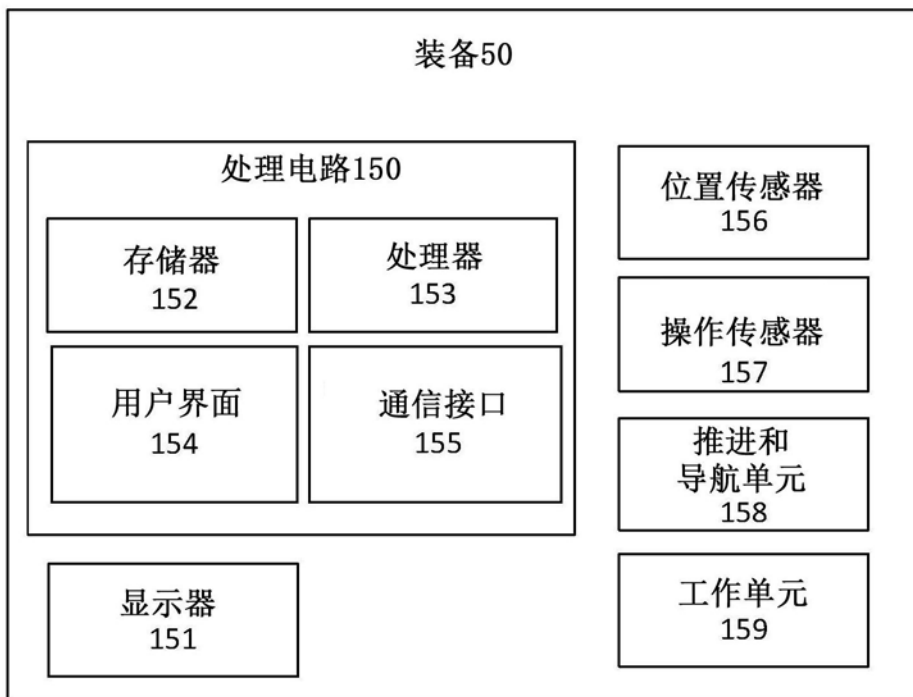 装备50
处理电路150
存储器
152
处理器
153
用户界面
154
通信接口
155
显示器
151
位置传感器
156
操作传感器
157
推进和
导航单元
158
工作单元
159